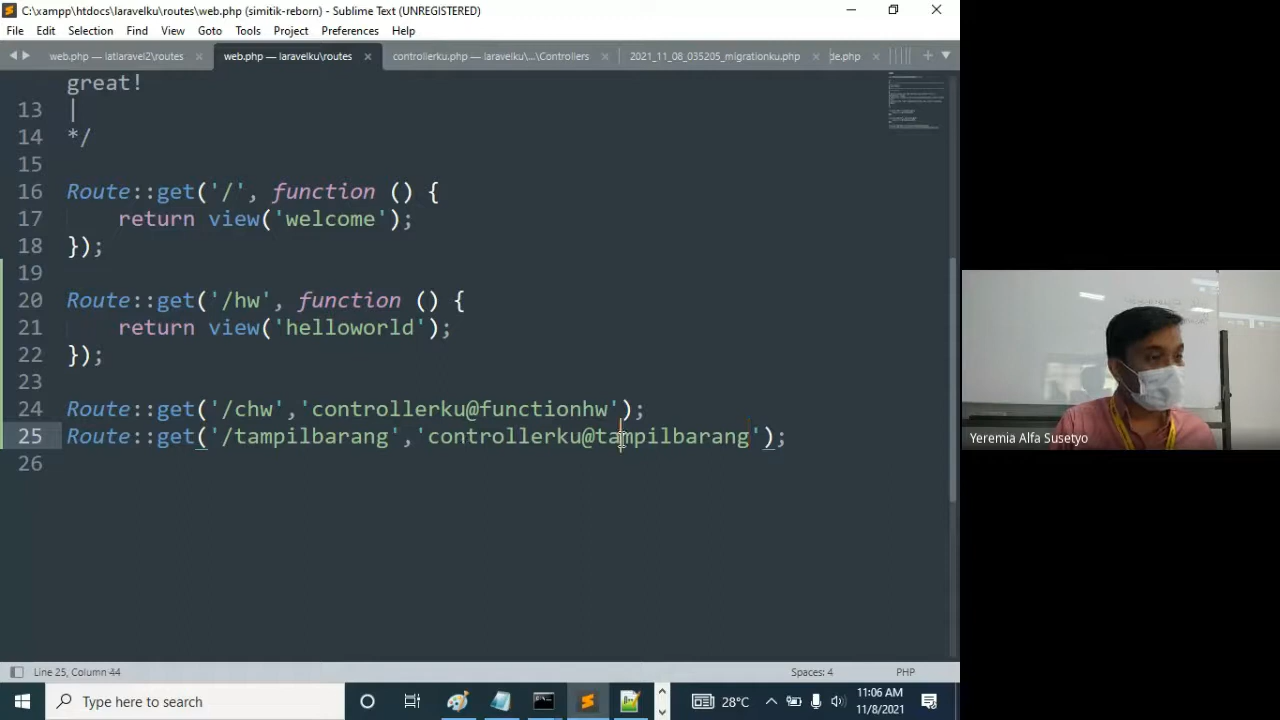 C:\xampp\htdocs\laravelku\routes\web.php (simitik-reborn) - Sublime Text (UNREGISTERED)
File Edit Selection Find View Goto Tools Project Preferences Help
web.php — latlaravel2\routes
web.php — laravelku\routes
controllerku.php — laravelku\...\Controllers
2021_11_08_035205_migrationku.php
de.php
great!
13 |
14 */
15
16 Route::get('/', function () {
17 return view('welcome');
18 });
19
20 Route::get('/hw', function () {
21 return view('helloworld');
22 });
23
24 Route::get('/chw','controllerku@functionhw');
25 Route::get('/tampilbarang','controllerku@tampilbarang');
26
Yeremia Alfa Susetyo
Line 25, Column 44
Spaces: 4
PHP
Type here to search
28°C
11:06 AM
11/8/2021